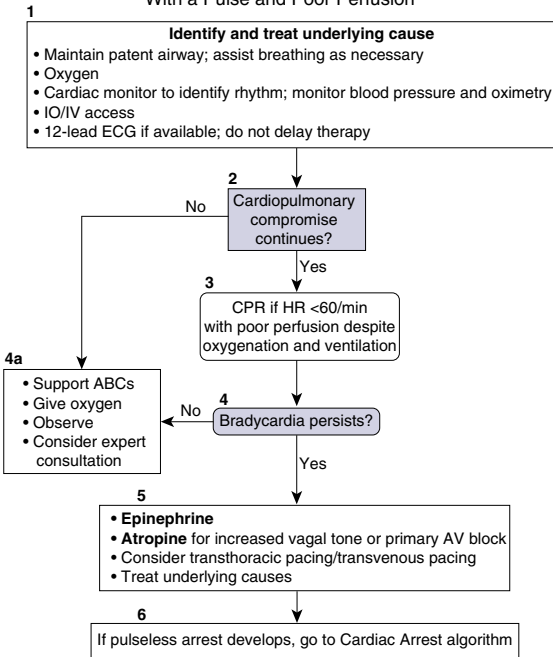 With a Pulse and Poor Perfusion
1
Identify and treat underlying cause
• Maintain patent airway; assist breathing as necessary
• Oxygen
• Cardiac monitor to identify rhythm; monitor blood pressure and oximetry
• IO/IV access
• 12-lead ECG if available; do not delay therapy
2
Cardiopulmonary
compromise
continues?
No
Yes
3
CPR if HR <60/min
with poor perfusion despite
oxygenation and ventilation
4a
• Support ABCs
• Give oxygen
• Observe
• Consider expert
consultation
4
Bradycardia persists?
No
Yes
5
• Epinephrine
• Atropine for increased vagal tone or primary AV block
• Consider transthoracic pacing/transvenous pacing
• Treat underlying causes
6
If pulseless arrest develops, go to Cardiac Arrest algorithm